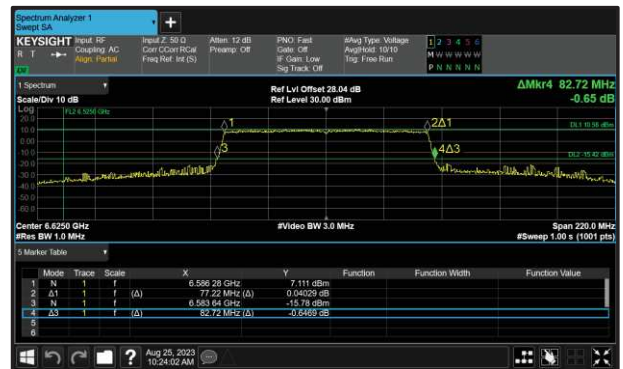 Spectrum Analyzer 1
Swept SA
+
KEYSIGHT
R T
Input: RF
Coupling: AC
Align: Partial
Input Z: 50 Ω
Corr CCorr RCal
Freq Ref: Int (S)
Atten: 12 dB
Preamp: Off
PNO: Fast
Gate: Off
IF Gain: Low
Sig Track: Off
#Avg Type: Voltage
Avg|Hold: 10/10
Trig: Free Run
1 2 3 4 5 6
M W W W W W
P N N N N N
1 Spectrum
Scale/Div 10 dB
Ref Lvl Offset 28.04 dB
Ref Level 30.00 dBm
ΔMkr4 82.72 MHz
-0.65 dB
Log
20.0
10.0
0.00
-10.0
-20.0
-30.0
-40.0
-50.0
-60.0
1
2Δ1
DL1 10.58 dBm
3
4Δ3
DL2 -15.42 dBm
Center 6.6250 GHz
#Res BW 1.0 MHz
#Video BW 3.0 MHz
Span 220.0 MHz
#Sweep 1.00 s (1001 pts)
5 Marker Table
Mode Trace Scale X Y Function Function Width Function Value
1 N 1 f 6.586 28 GHz 7.111 dBm
2 Δ1 1 f (Δ) 77.22 MHz (Δ) 0.04029 dB
3 N 1 f 6.583 64 GHz -15.78 dBm
4 Δ3 1 f (Δ) 82.72 MHz (Δ) -0.6469 dB
5
6
?
Aug 25, 2023
10:24:02 AM